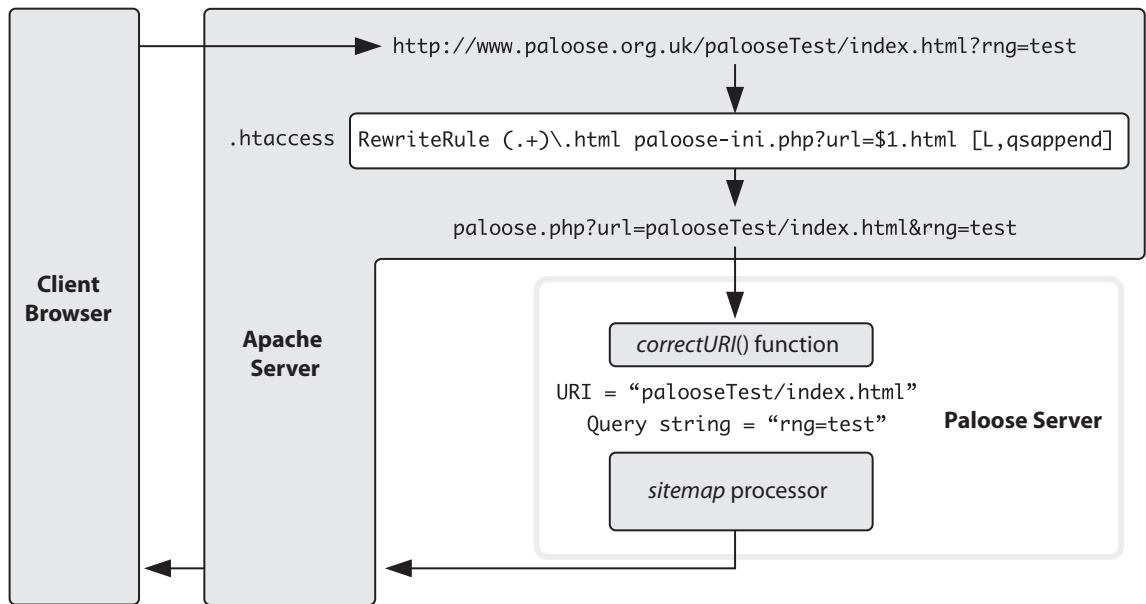 http://www.paloose.org.uk/palooseTest/index.html?rng=test
.htaccess
RewriteRule (.+)\.html paloose-ini.php?url=$1.html [L,qsappend]
paloose.php?url=palooseTest/index.html&rng=test
Client
Browser
Apache
Server
correctURI() function
URI = “palooseTest/index.html”
Query string = “rng=test”
Paloose Server
sitemap processor